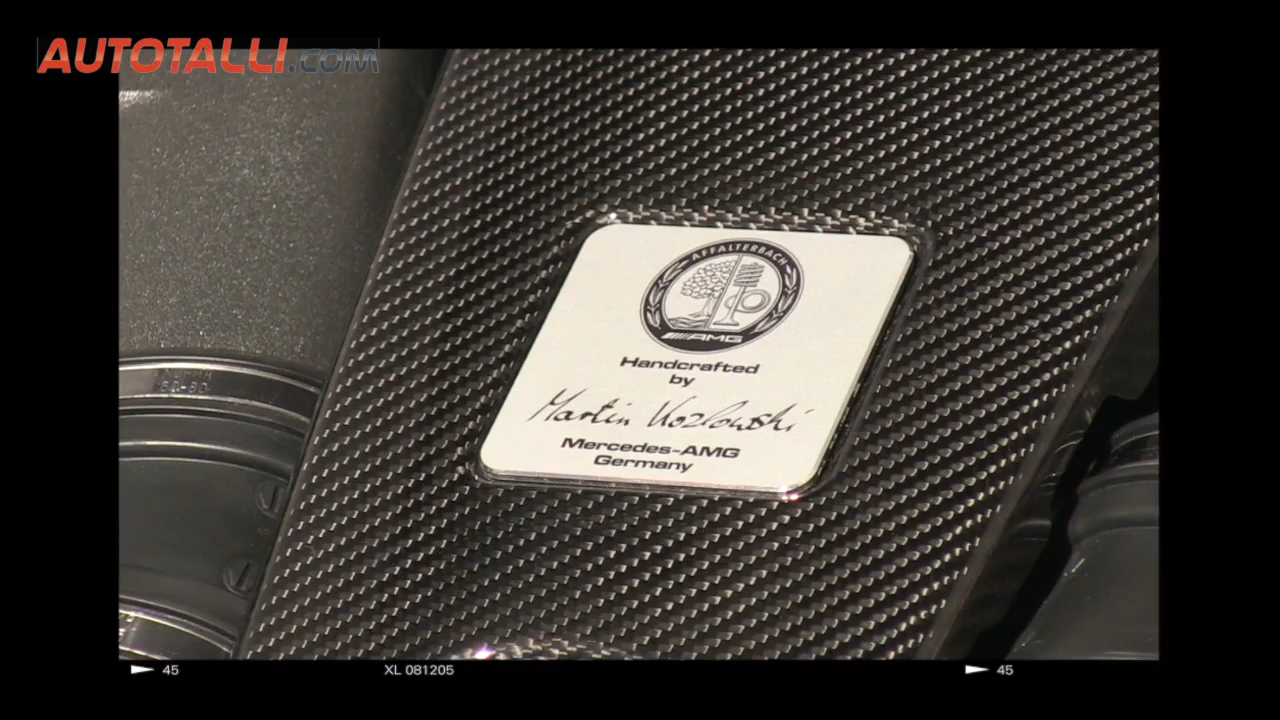 AUTOTALLI.COM
AFFALTERBACH
AMG
Handcrafted
by
Martin Kozlowski
Mercedes-AMG
Germany
45
XL 081205
45